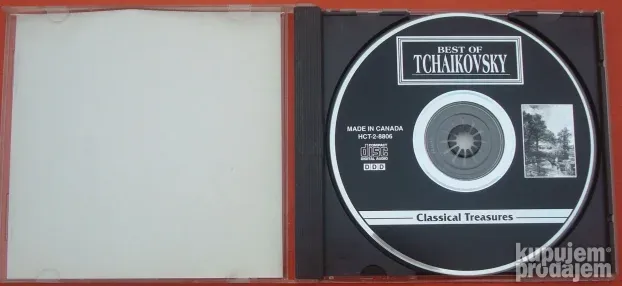 BEST OF
TCHAIKOVSKY
MADE IN CANADA
HCT-2-8806
COMPACT
disc
DIGITAL AUDIO
DDD
Classical Treasures
kupujem
prodajem